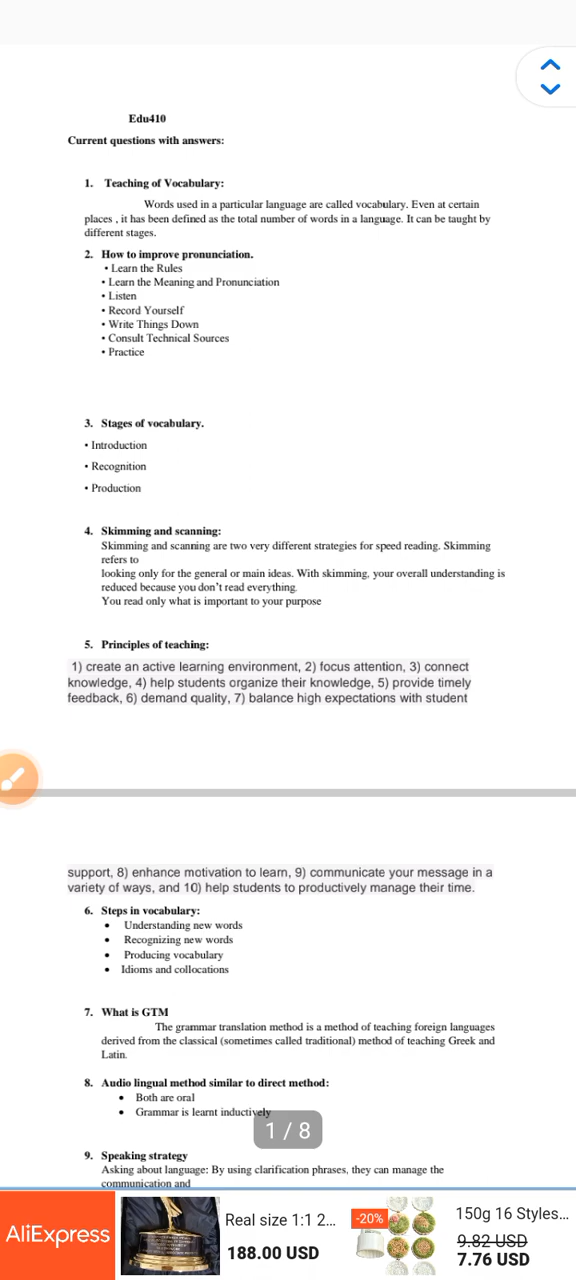 Edu410
Current questions with answers:
1. Teaching of Vocabulary:
Words used in a particular language are called vocabulary. Even at certain
places , it has been defined as the total number of words in a language. It can be taught by
different stages.
2. How to improve pronunciation.
• Learn the Rules
• Learn the Meaning and Pronunciation
• Listen
• Record Yourself
• Write Things Down
• Consult Technical Sources
• Practice
3. Stages of vocabulary.
• Introduction
• Recognition
• Production
4. Skimming and scanning:
Skimming and scanning are two very different strategies for speed reading. Skimming
refers to
looking only for the general or main ideas. With skimming, your overall understanding is
reduced because you don't read everything.
You read only what is important to your purpose
5. Principles of teaching:
1) create an active learning environment, 2) focus attention, 3) connect
knowledge, 4) help students organize their knowledge, 5) provide timely
feedback, 6) demand quality, 7) balance high expectations with student
support, 8) enhance motivation to learn, 9) communicate your message in a
variety of ways, and 10) help students to productively manage their time.
6. Steps in vocabulary:
• Understanding new words
• Recognizing new words
• Producing vocabulary
• Idioms and collocations
7. What is GTM
The grammar translation method is a method of teaching foreign languages
derived from the classical (sometimes called traditional) method of teaching Greek and
Latin.
8. Audio lingual method similar to direct method:
• Both are oral
• Grammar is learnt inductively
1 / 8
9. Speaking strategy
Asking about language: By using clarification phrases, they can manage the
communication and
AliExpress
Real size 1:1 2...
188.00 USD
-20%
150g 16 Styles...
9.82 USD
7.76 USD